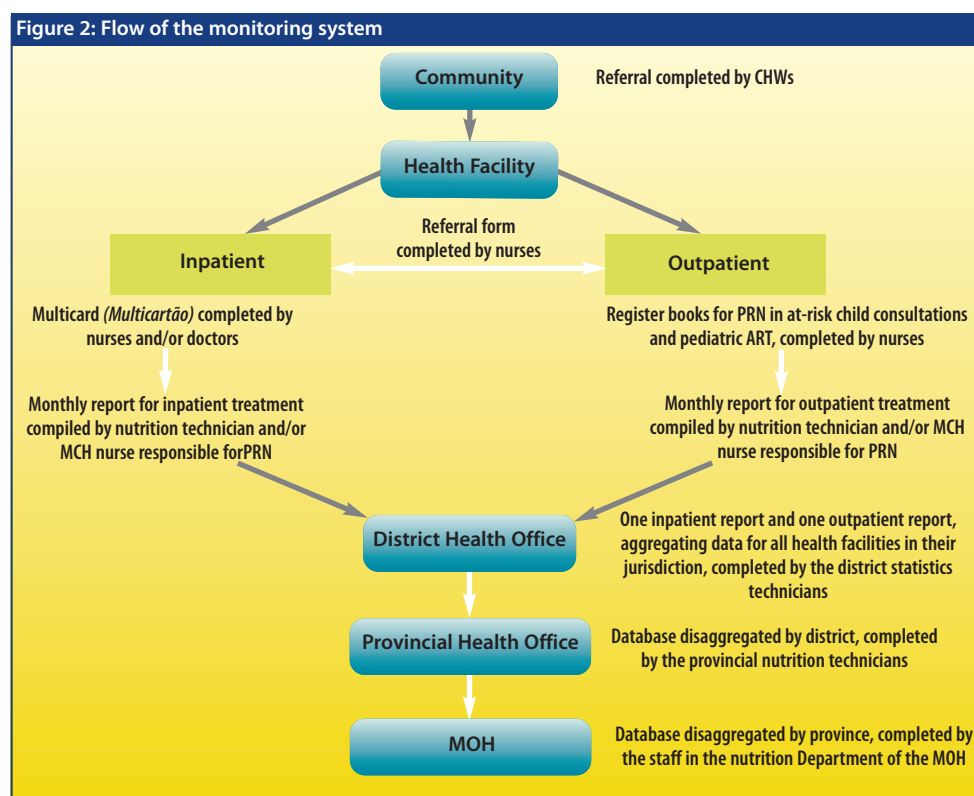 Figure 2: Flow of the monitoring system
Community
Referral completed by CHWs
Health Facility
Referral form
completed by nurses
Inpatient
Outpatient
Multicard (Multicartão) completed by
nurses and/or doctors
Register books for PRN in at-risk child consultations
and pediatric ART, completed by nurses
Monthly report for inpatient treatment
compiled by nutrition technician and/or
MCH nurse responsible forPRN
Monthly report for outpatient treatment
compiled by nutrition technician and/or MCH
nurse responsible for PRN
District Health Office
One inpatient report and one outpatient report,
aggregating data for all health facilities in their
jurisdiction, completed by the district statistics
technicians
Provincial Health Office
Database disaggregated by district, completed
by the provincial nutrition technicians
MOH
Database disaggregated by province, completed by
the staff in the nutrition Department of the MOH